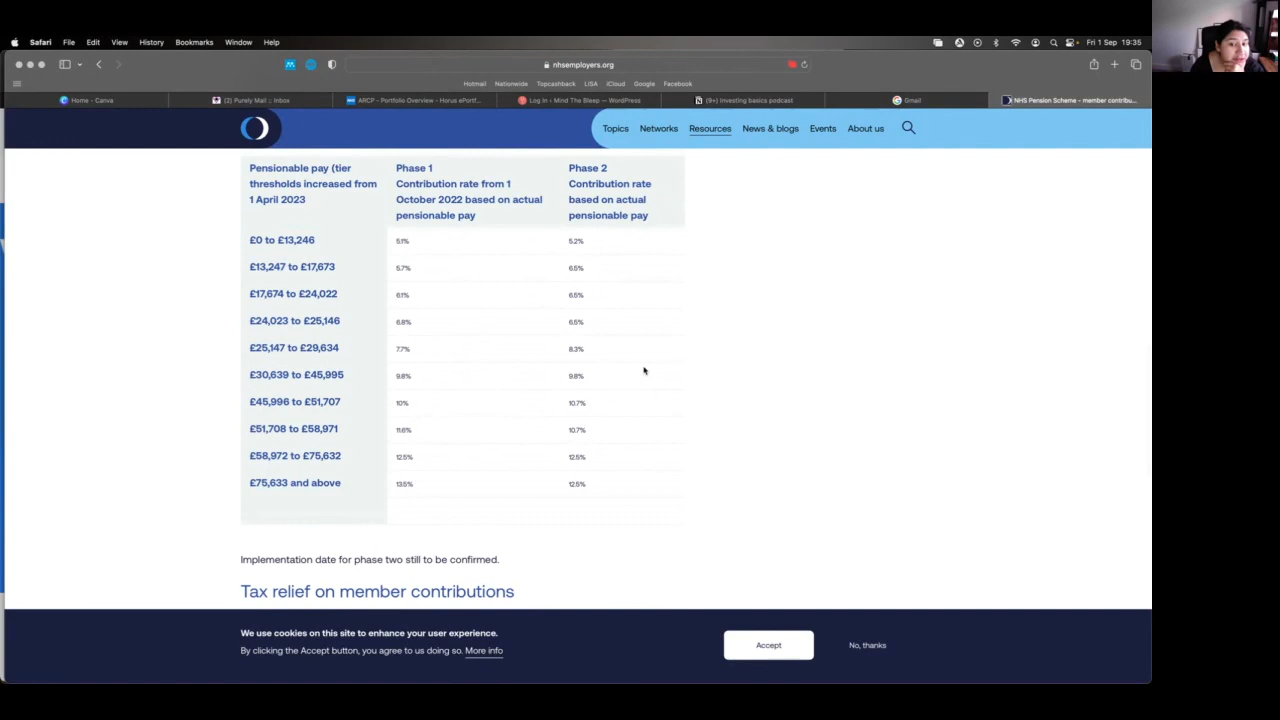 Safari File Edit View History Bookmarks Window Help
Fri 1 Sep 19:35
nhsemployers.org
Hotmail Nationwide Topcashback LISA iCloud Google Facebook
Home - Canva
(2) Purely Mail :: Inbox
ARCP - Portfolio Overview - Horus ePortf...
Log In ‹ Mind The Bleep — WordPress
(9+) Investing basics podcast
Gmail
NHS Pension Scheme - member contribu...
Topics Networks Resources News & blogs Events About us
Pensionable pay (tier thresholds increased from 1 April 2023
Phase 1 Contribution rate from 1 October 2022 based on actual pensionable pay
Phase 2 Contribution rate based on actual pensionable pay
£0 to £13,246 5.1% 5.2%
£13,247 to £17,673 5.7% 6.5%
£17,674 to £24,022 6.1% 6.5%
£24,023 to £25,146 6.8% 6.5%
£25,147 to £29,634 7.7% 8.3%
£30,639 to £45,995 9.8% 9.8%
£45,996 to £51,707 10% 10.7%
£51,708 to £58,971 11.6% 10.7%
£58,972 to £75,632 12.5% 12.5%
£75,633 and above 13.5% 12.5%
Implementation date for phase two still to be confirmed.
Tax relief on member contributions
We use cookies on this site to enhance your user experience.
By clicking the Accept button, you agree to us doing so. More info
Accept
No, thanks